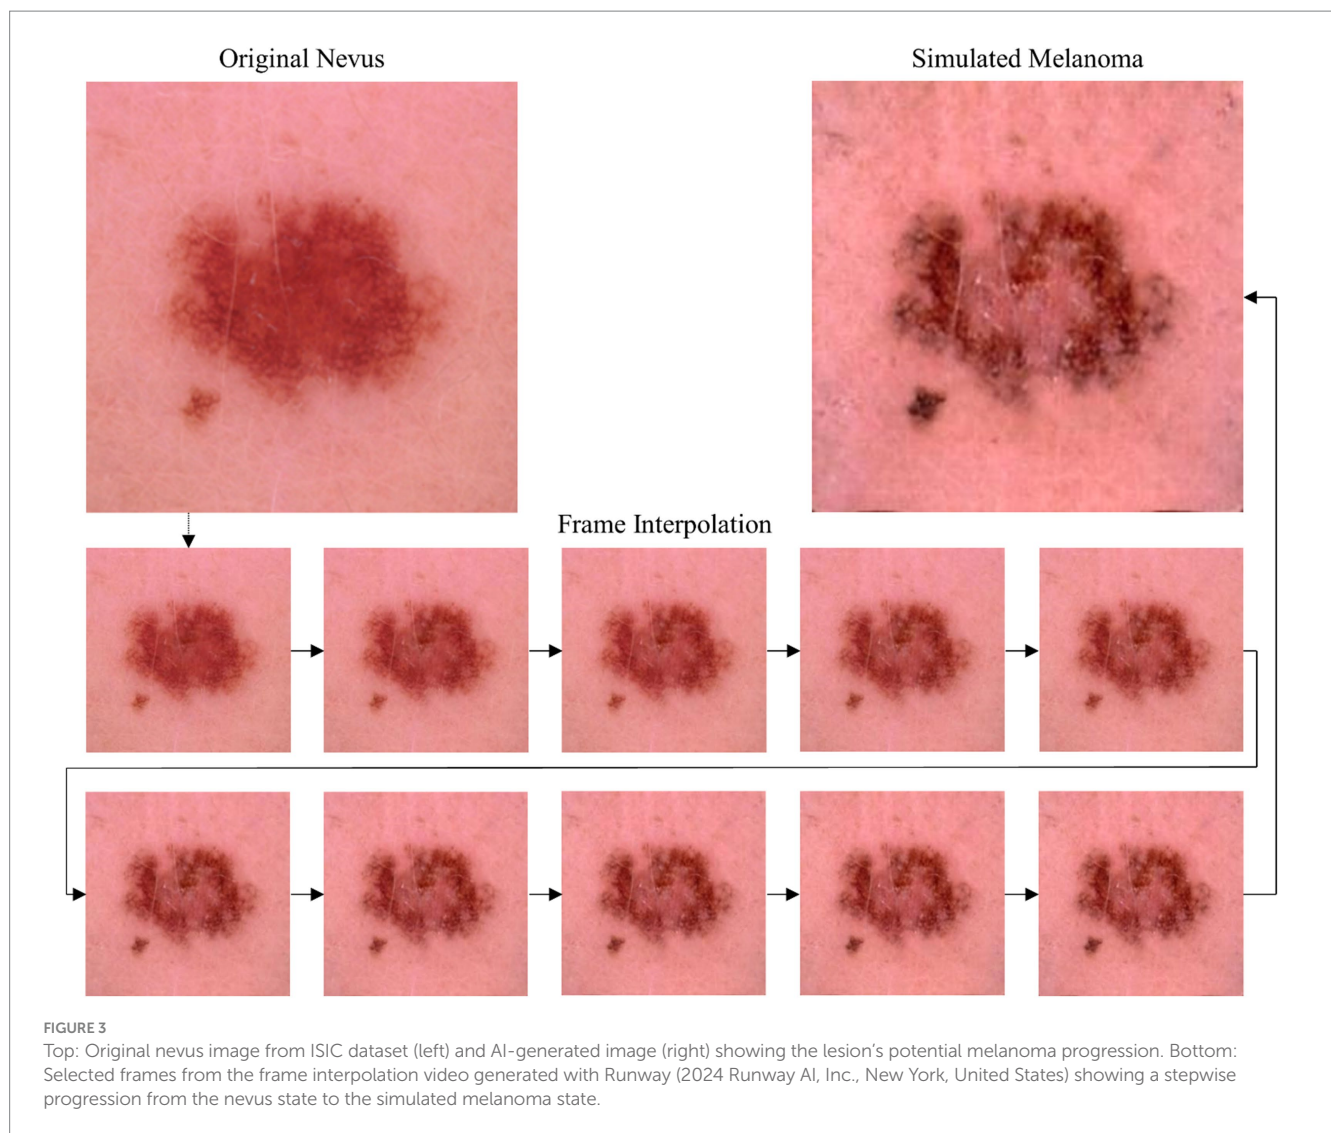 Original Nevus
Simulated Melanoma
Frame Interpolation
FIGURE 3
Top: Original nevus image from ISIC dataset (left) and AI-generated image (right) showing the lesion’s potential melanoma progression. Bottom:
Selected frames from the frame interpolation video generated with Runway (2024 Runway AI, Inc., New York, United States) showing a stepwise
progression from the nevus state to the simulated melanoma state.